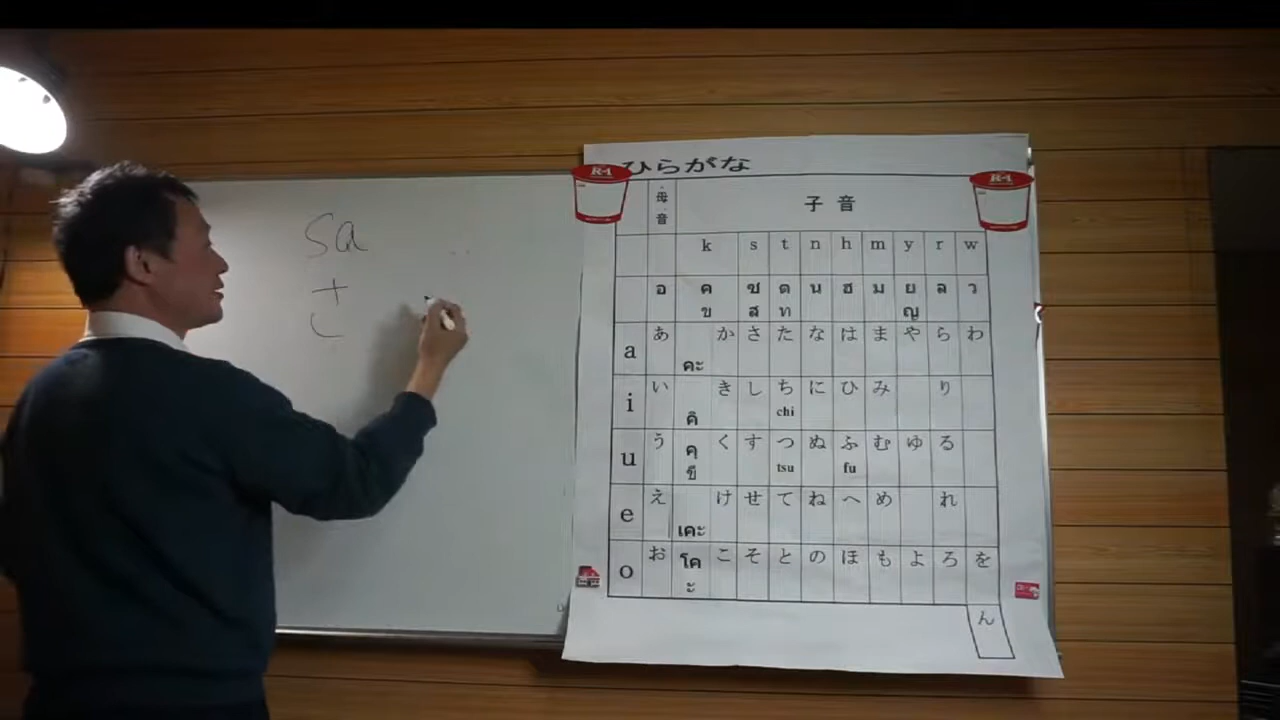 sa
+
し
ひらがな
R-1
R-1
母音 子音
k s t n h m y r w
อ ค ซ ต น ฮ ม ย ล ว
ข ส ท ญ
a あ คะ か さ た な は ま や ら わ
i い คิ き し ち に ひ み り
chi
u う คุ く す つ ぬ ふ む ゆ る
ขึ tsu fu
e え เคะ け せ て ね へ め れ
o お โคะ こ そ と の ほ も よ ろ を
ん